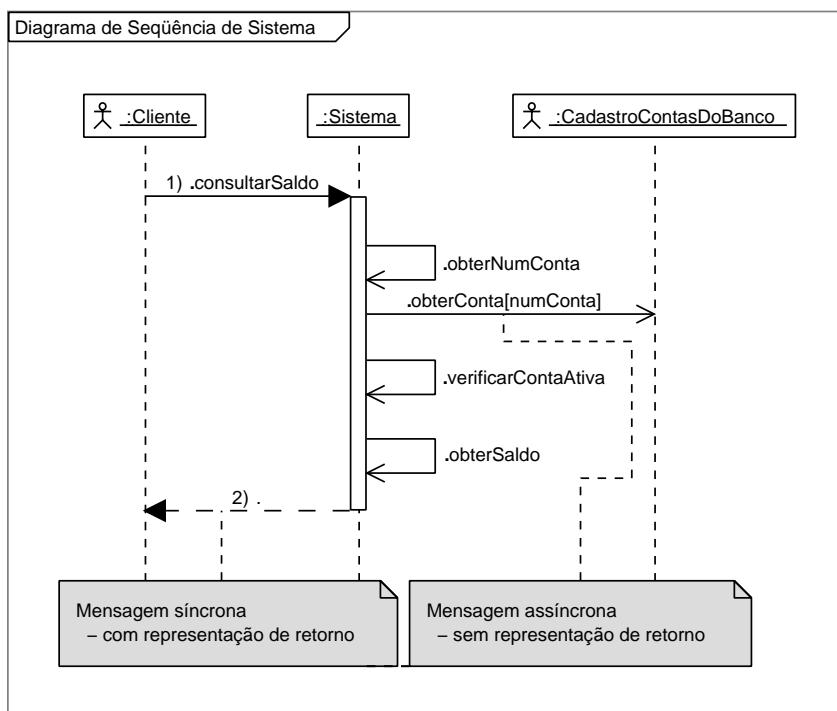 Diagrama de Seqüência de Sistema
:Cliente
:Sistema
:CadastroContasDoBanco
1) .consultarSaldo
.obterNumConta
.obterConta[numConta]
.verificarContaAtiva
.obterSaldo
2) .
Mensagem síncrona
– com representação de retorno
Mensagem assíncrona
– sem representação de retorno